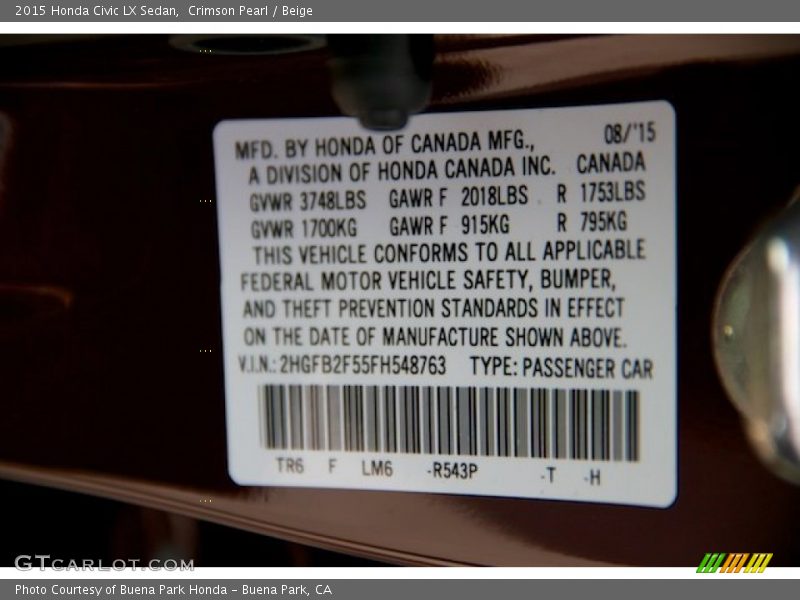 2015 Honda Civic LX Sedan, Crimson Pearl / Beige
MFD. BY HONDA OF CANADA MFG., 08/'15
A DIVISION OF HONDA CANADA INC. CANADA
GVWR 3748LBS GAWR F 2018LBS R 1753LBS
GVWR 1700KG GAWR F 915KG R 795KG
THIS VEHICLE CONFORMS TO ALL APPLICABLE
FEDERAL MOTOR VEHICLE SAFETY, BUMPER,
AND THEFT PREVENTION STANDARDS IN EFFECT
ON THE DATE OF MANUFACTURE SHOWN ABOVE.
V.I.N.: 2HGFB2F55FH548763 TYPE: PASSENGER CAR
TR6 F LM6 -R543P -T -H
GTCARLOT.COM
Photo Courtesy of Buena Park Honda - Buena Park, CA